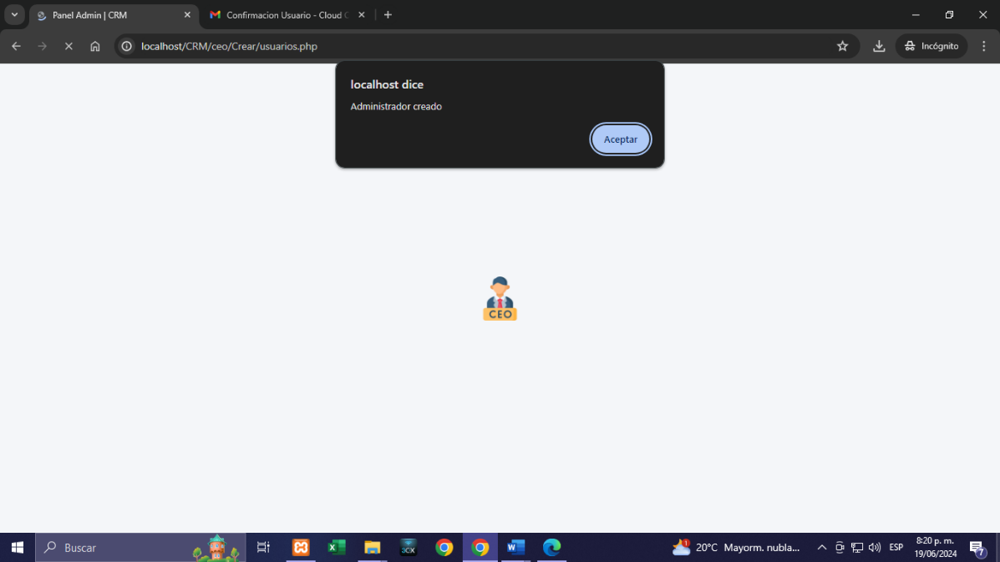 Panel Admin | CRM
Confirmacion Usuario - Cloud
localhost/CRM/ceo/Crear/usuarios.php
Incógnito
localhost dice
Administrador creado
Aceptar
CEO
Buscar
3CX
1
20°C Mayorm. nubla...
ESP
8:20 p. m.
19/06/2024
7